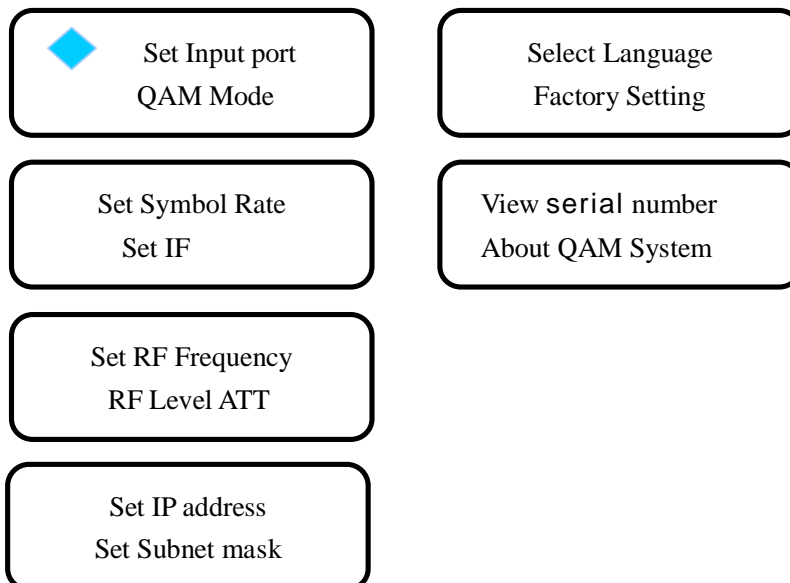 Set Input port
QAM Mode
Set Symbol Rate
Set IF
Set RF Frequency
RF Level ATT
Set IP address
Set Subnet mask
Select Language
Factory Setting
View serial number
About QAM System